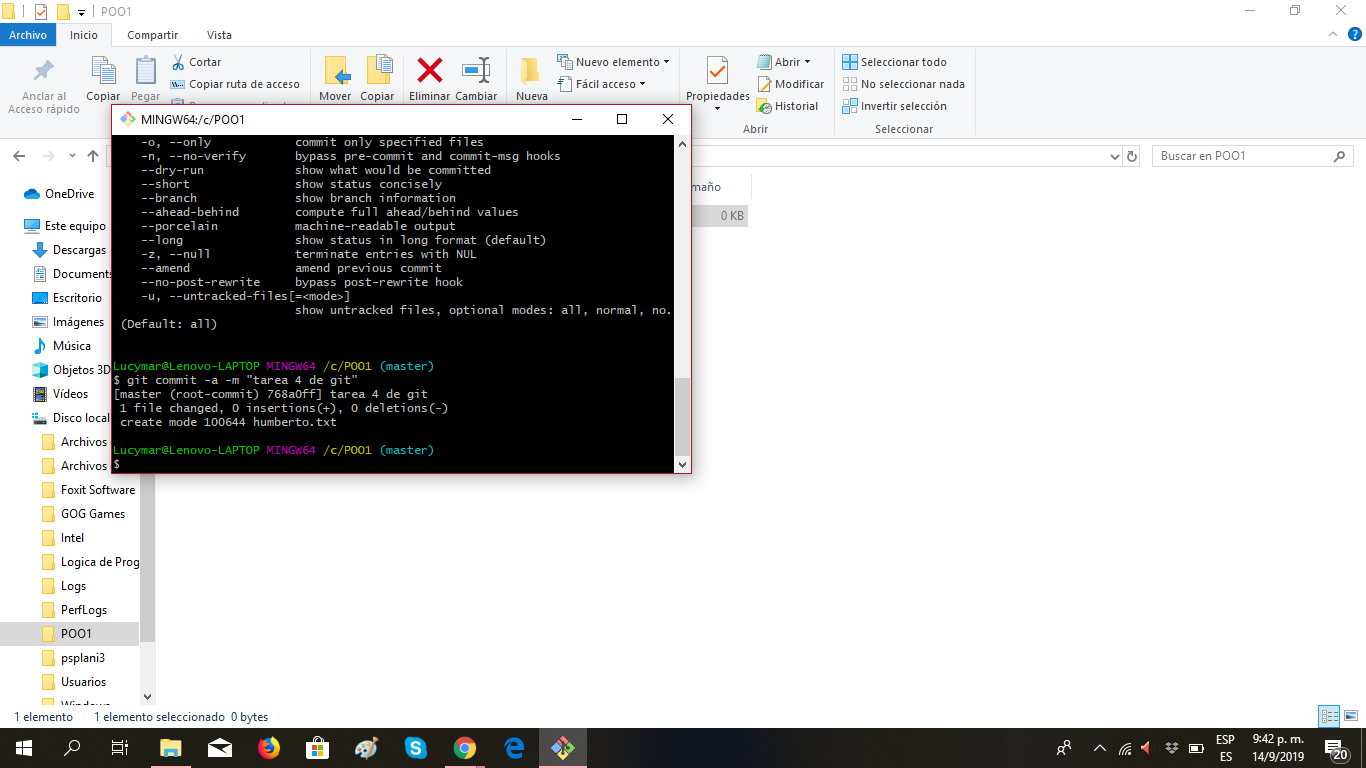 POO1
Archivo
Inicio
Compartir
Vista
Anclar al
Acceso rápido
Copiar
Pegar
Cortar
Copiar ruta de acceso
Mover
Copiar
Eliminar
Cambiar
Nueva
Nuevo elemento
Fácil acceso
Propiedades
Abrir
Modificar
Historial
Abrir
Seleccionar todo
No seleccionar nada
Invertir selección
Seleccionar
Buscar en POO1
maño
0 KB
OneDrive
Este equipo
Descargas
Document
Escritorio
Imágenes
Música
Objetos 3D
Vídeos
Disco local
Archivos
Archivos
Foxit Software
GOG Games
Intel
Logica de Prog
Logs
PerfLogs
POO1
psplani3
Usuarios
MINGW64:/c/POO1
-o, --only commit only specified files
-n, --no-verify bypass pre-commit and commit-msg hooks
--dry-run show what would be committed
--short show status concisely
--branch show branch information
--ahead-behind compute full ahead/behind values
--porcelain machine-readable output
--long show status in long format (default)
-z, --null terminate entries with NUL
--amend amend previous commit
--no-post-rewrite bypass post-rewrite hook
-u, --untracked-files[=<mode>]
show untracked files, optional modes: all, normal, no.
(Default: all)
Lucymar@Lenovo-LAPTOP MINGW64 /c/POO1 (master)
$ git commit -a -m "tarea 4 de git"
[master (root-commit) 768a0ff] tarea 4 de git
1 file changed, 0 insertions(+), 0 deletions(-)
create mode 100644 humberto.txt
Lucymar@Lenovo-LAPTOP MINGW64 /c/POO1 (master)
$
1 elemento 1 elemento seleccionado 0 bytes
ESP
ES
9:42 p. m.
14/9/2019
20